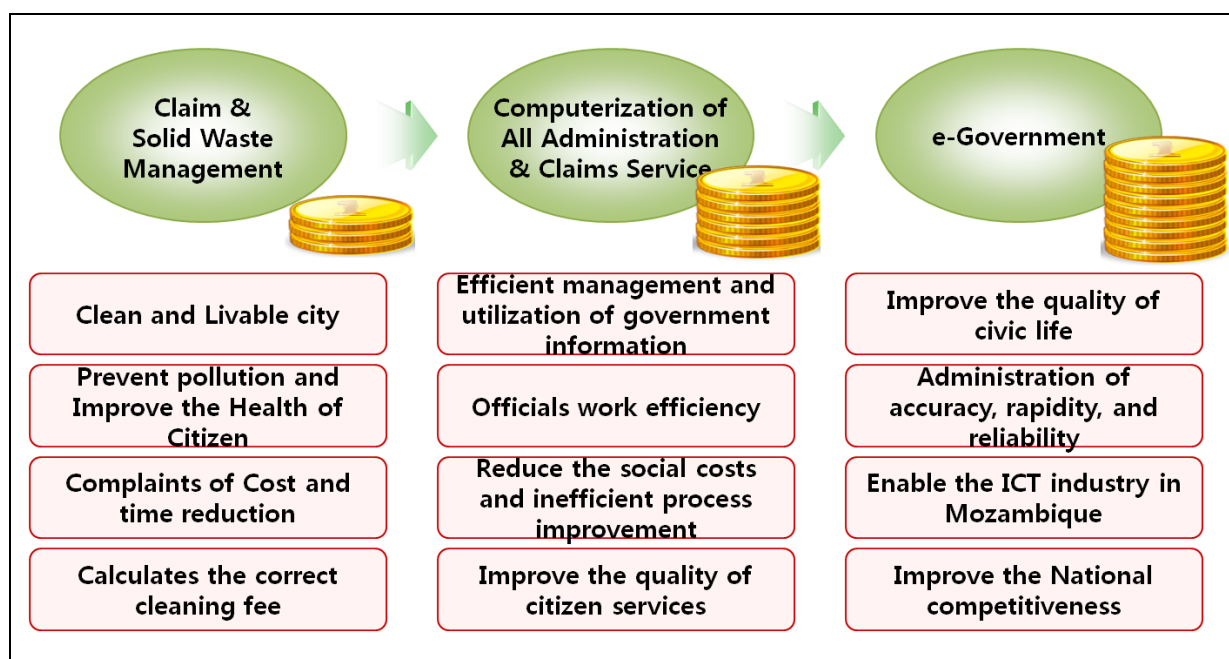 Claim &
Solid Waste
Management
Computerization of
All Administration
& Claims Service
e-Government
Clean and Livable city
Prevent pollution and
Improve the Health of
Citizen
Complaints of Cost and
time reduction
Calculates the correct
cleaning fee
Efficient management and
utilization of government
information
Officials work efficiency
Reduce the social costs
and inefficient process
improvement
Improve the quality of
citizen services
Improve the quality of
civic life
Administration of
accuracy, rapidity, and
reliability
Enable the ICT industry in
Mozambique
Improve the National
competitiveness